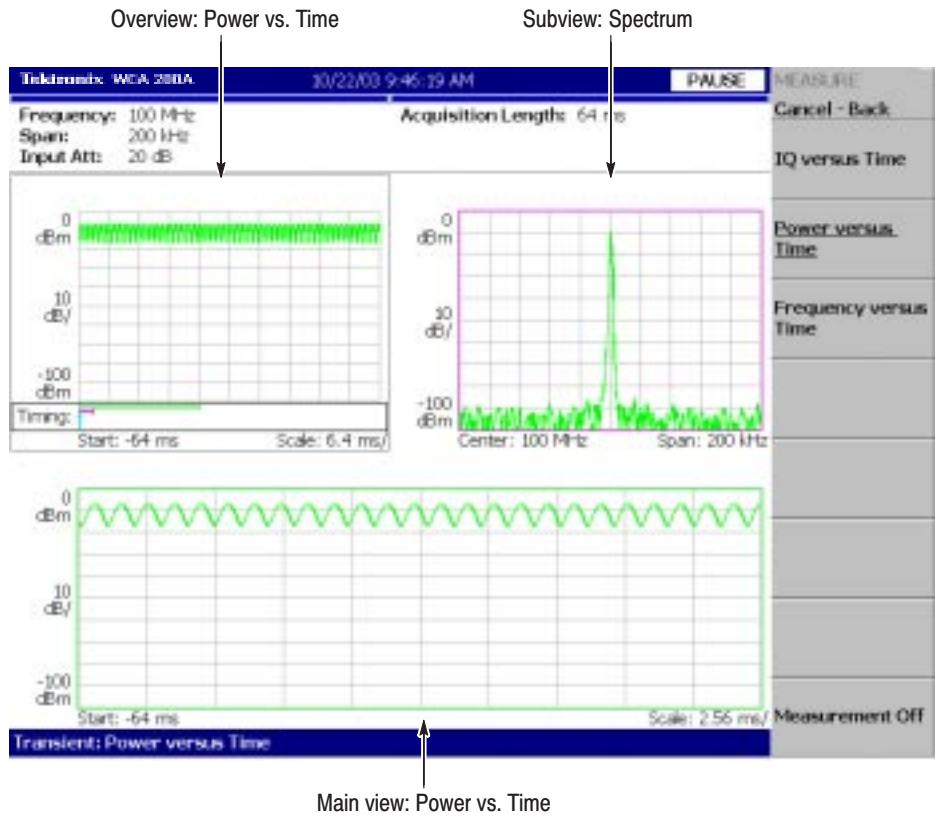 Overview: Power vs. Time
Subview: Spectrum
Tektronix WCA 200A
10/22/03 9:46:19 AM
PAUSE
MEASURE
Frequency: 100 MHz
Span: 200 kHz
Input Att: 20 dB
Acquisition Length: 64 ms
Cancel - Back
IQ versus Time
Power versus
Time
Frequency versus
Time
Measurement Off
0
dBm
10
dB/
-100
dBm
Timing:
Start: -64 ms
Scale: 6.4 ms/
0
dBm
10
dB/
-100
dBm
Center: 100 MHz
Span: 200 kHz
0
dBm
10
dB/
-100
dBm
Start: -64 ms
Scale: 2.56 ms/
Transient: Power versus Time
Main view: Power vs. Time